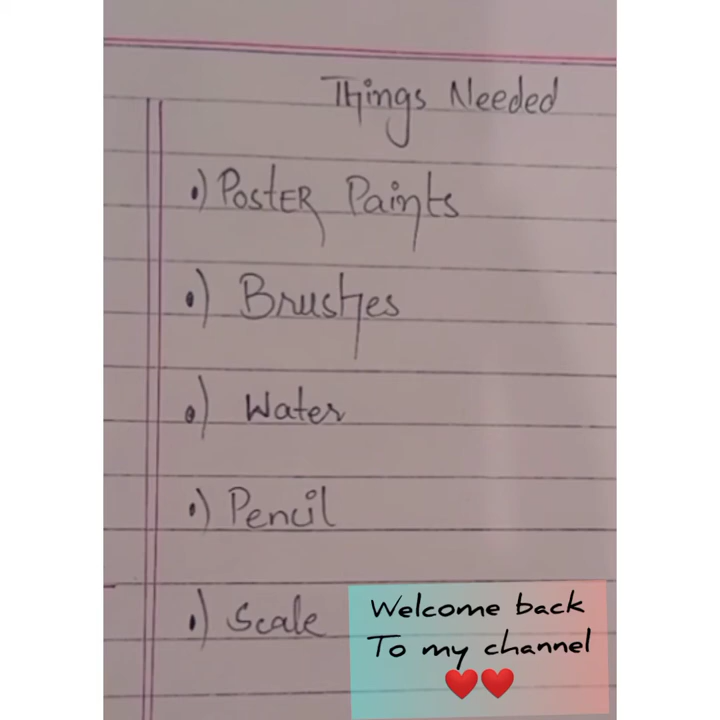 Things Needed
•) Poster Paints
•) Brushes
•) Water
•) Pencil
•) Scale
Welcome back
To my channel
❤️❤️